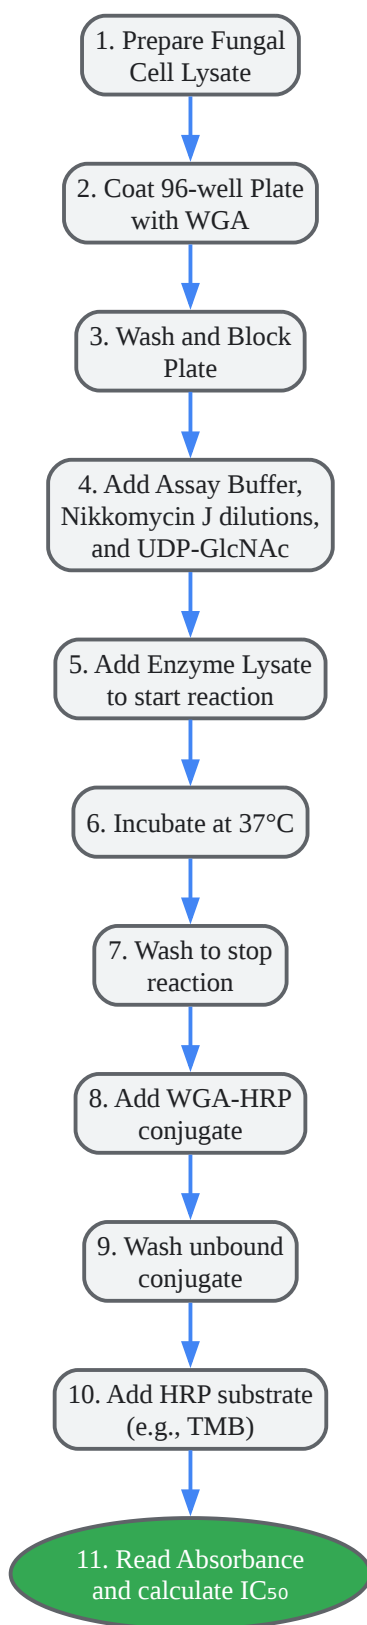 1. Prepare Fungal
Cell Lysate
2. Coat 96-well Plate
with WGA
3. Wash and Block
Plate
4. Add Assay Buffer,
Nikkomycin J dilutions,
and UDP-GlcNAc
5. Add Enzyme Lysate
to start reaction
6. Incubate at 37°C
7. Wash to stop
reaction
8. Add WGA-HRP
conjugate
9. Wash unbound
conjugate
10. Add HRP substrate
(e.g., TMB)
11. Read Absorbance
and calculate IC₅₀